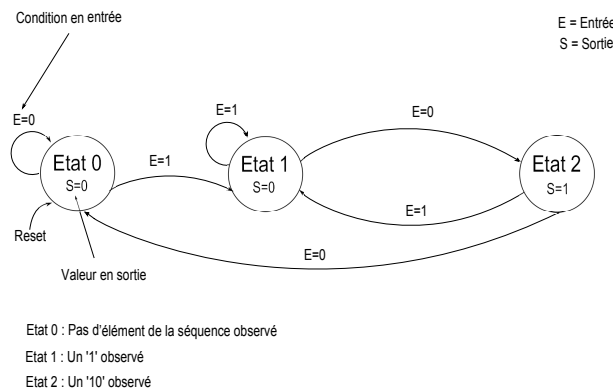 Condition en entrée
E = Entrée
S = Sortie
E=0
E=1
E=0
Etat 0
S=0
E=1
Etat 1
S=0
Etat 2
S=1
E=1
Reset
E=0
Valeur en sortie
Etat 0 : Pas d'élément de la séquence observé
Etat 1 : Un '1' observé
Etat 2 : Un '10' observé